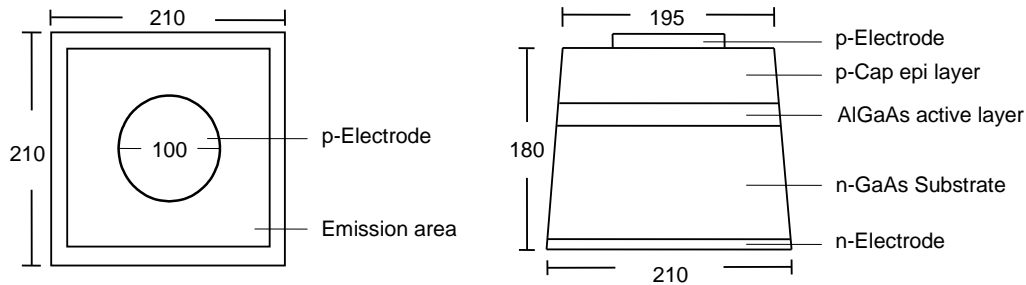 210
195
p-Electrode
p-Cap epi layer
AlGaAs active layer
210
100
p-Electrode
180
n-GaAs Substrate
Emission area
n-Electrode
210